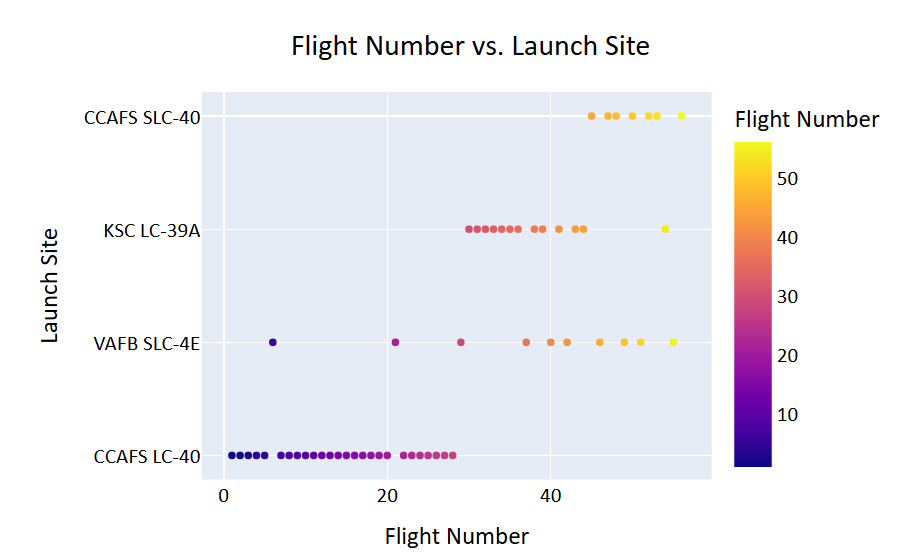 Flight Number vs. Launch Site
CCAFS SLC-40
KSC LC-39A
VAFB SLC-4E
CCAFS LC-40
Launch Site
0
20
40
Flight Number
Flight Number
50
40
30
20
10